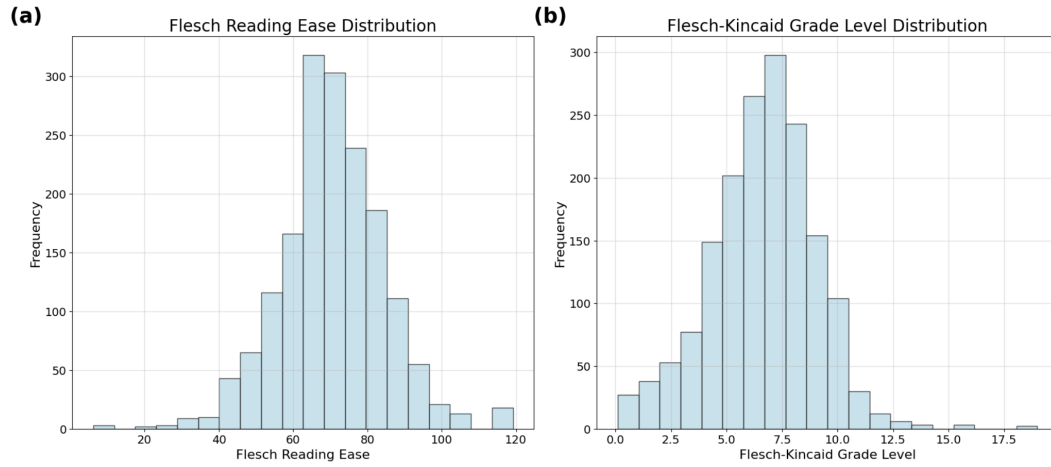 (a)
Flesch Reading Ease Distribution
300
250
200
150
100
50
0
Frequency
20 40 60 80 100 120
Flesch Reading Ease
(b)
Flesch-Kincaid Grade Level Distribution
300
250
200
150
100
50
0
Frequency
0.0 2.5 5.0 7.5 10.0 12.5 15.0 17.5
Flesch-Kincaid Grade Level